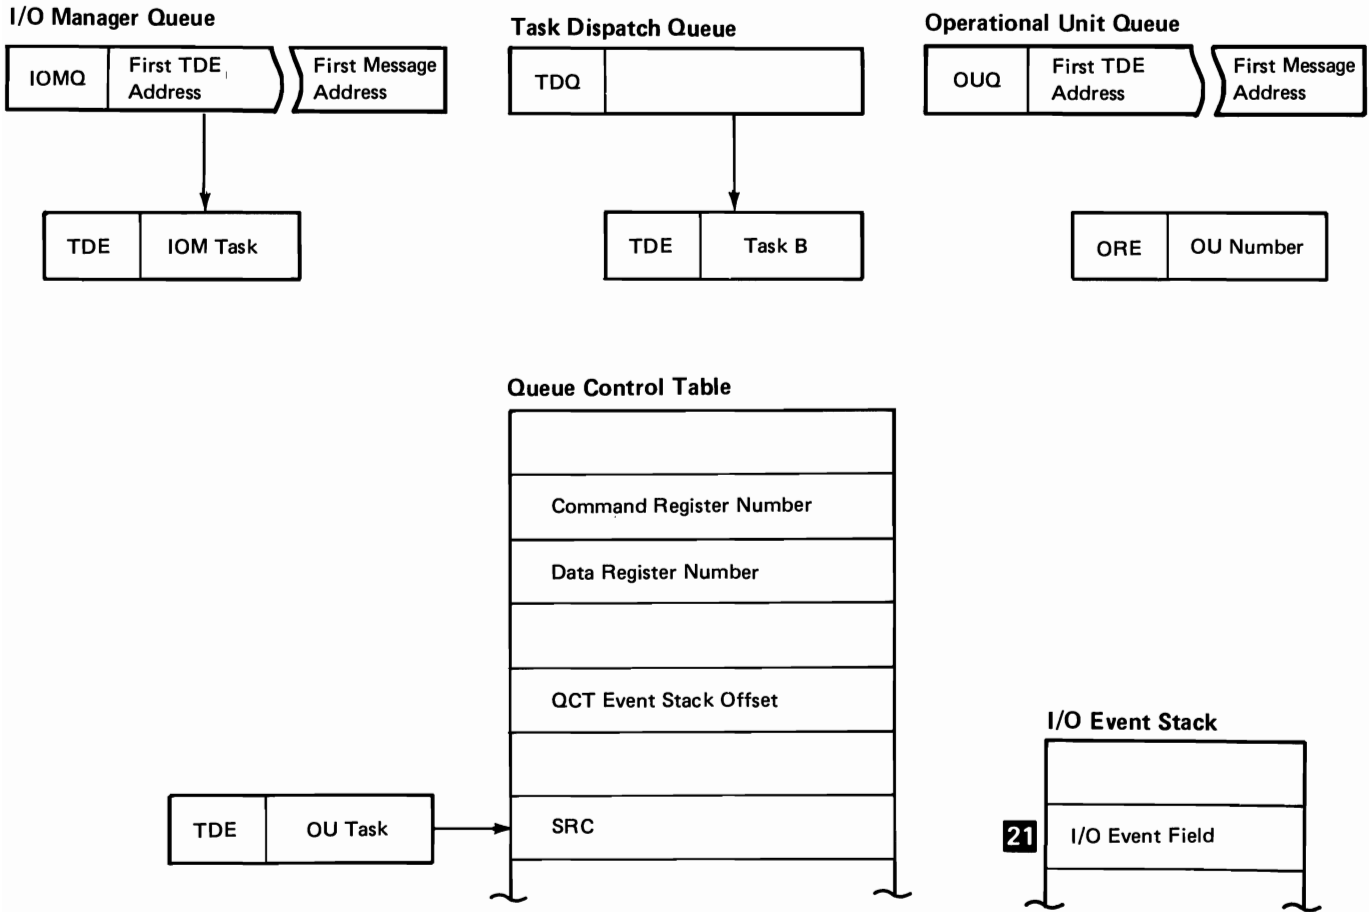 I/O Manager Queue
Task Dispatch Queue
Operational Unit Queue
IOMQ
First TDE
Address
First Message
Address
TDQ
OUQ
First TDE
Address
First Message
Address
TDE
IOM Task
TDE
Task B
ORE
OU Number
Queue Control Table
Command Register Number
Data Register Number
QCT Event Stack Offset
I/O Event Stack
TDE
OU Task
SRC
21
I/O Event Field